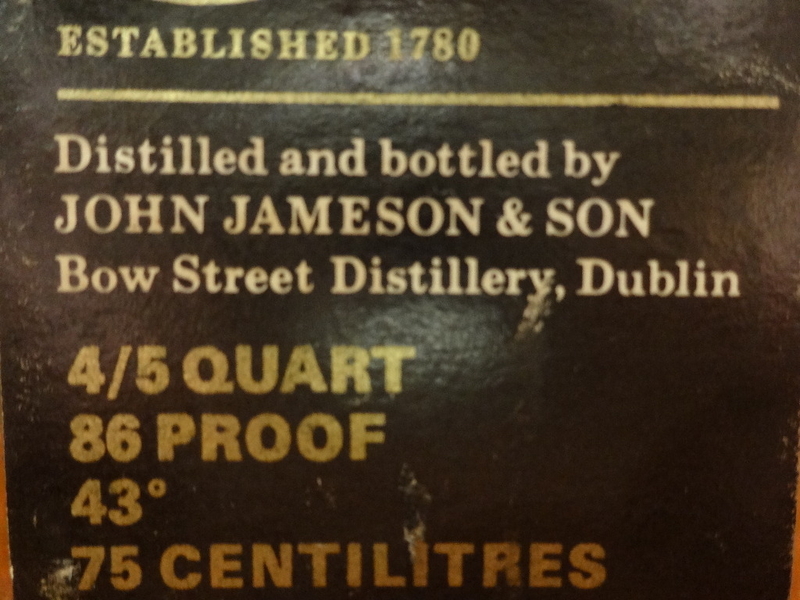 ESTABLISHED 1780
Distilled and bottled by
JOHN JAMESON & SON
Bow Street Distillery, Dublin
4/5 QUART
86 PROOF
43°
75 CENTILITRES